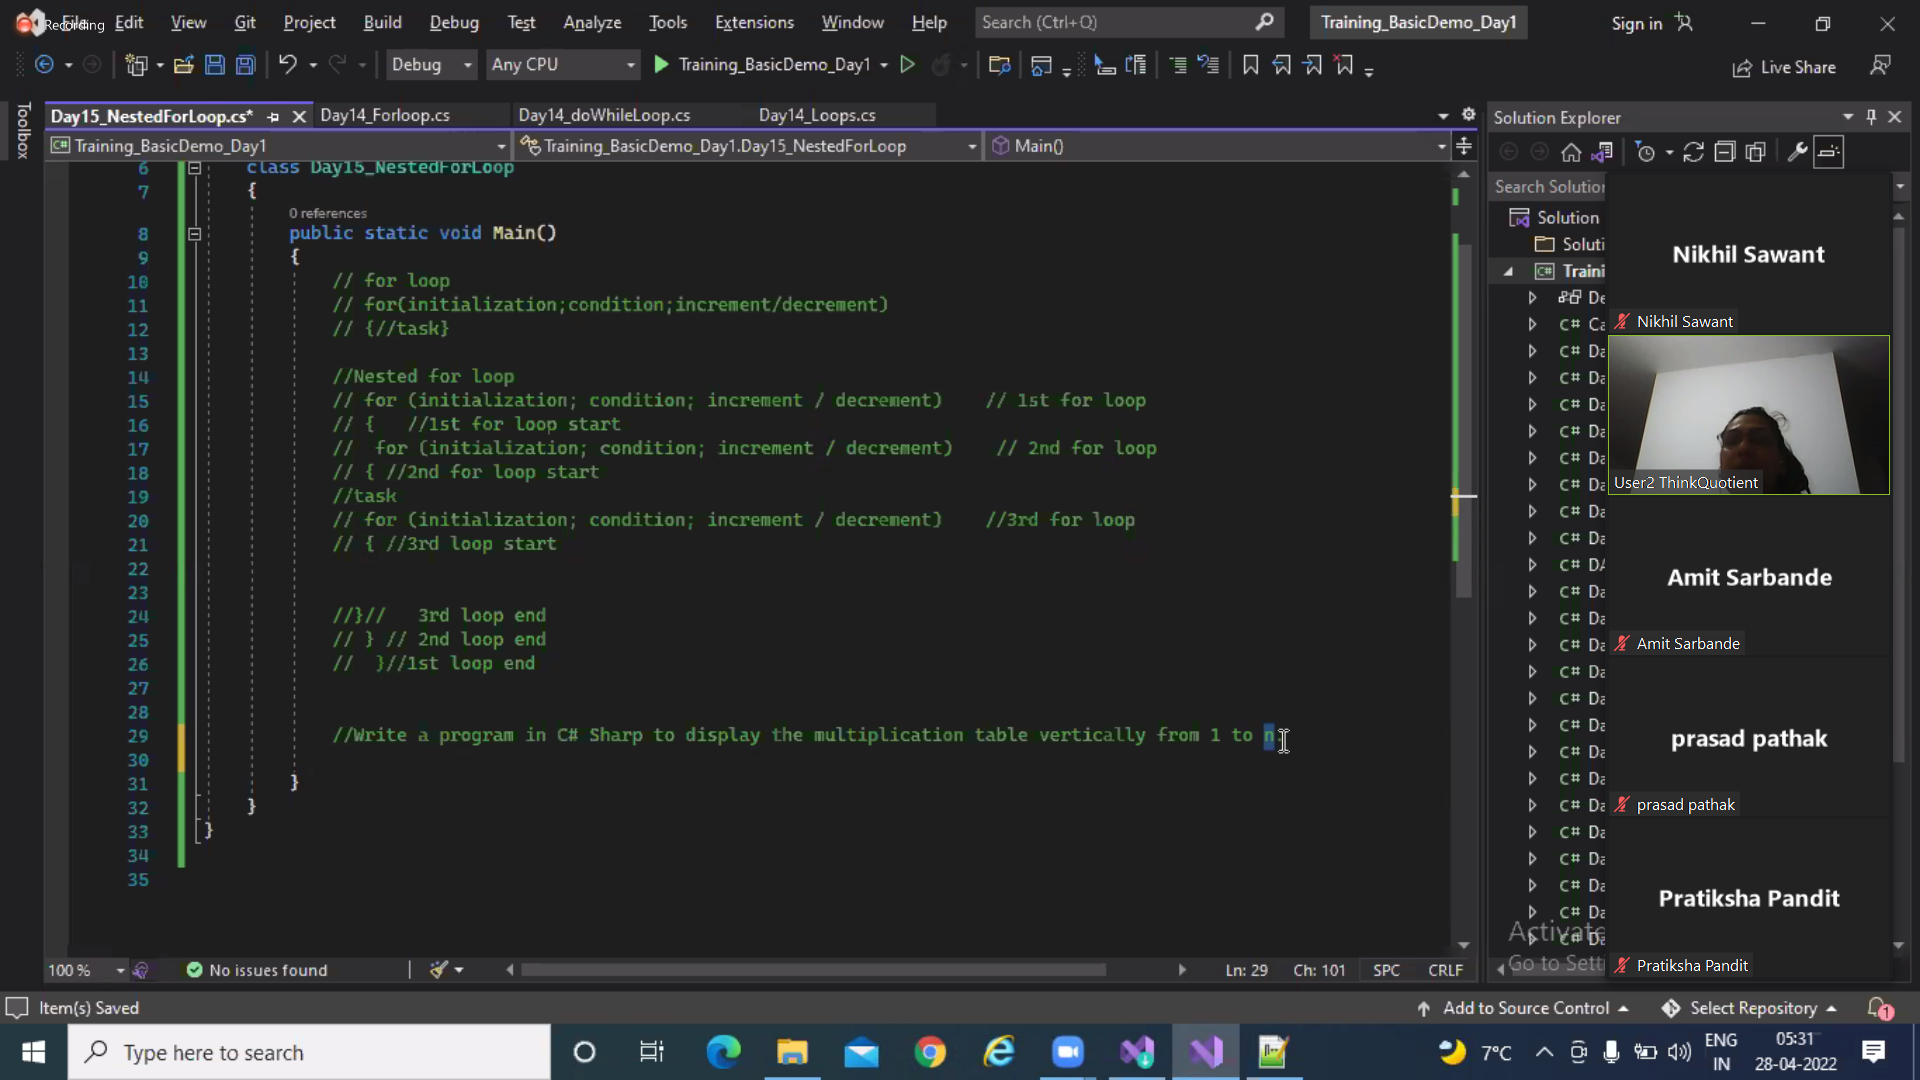 Recording
Edit View Git Project Build Debug Test Analyze Tools Extensions Window Help
Search (Ctrl+Q)
Training_BasicDemo_Day1
Sign in
Debug
Any CPU
Training_BasicDemo_Day1
Live Share
Toolbox
Day15_NestedForLoop.cs*
Day14_Forloop.cs
Day14_doWhileLoop.cs
Day14_Loops.cs
Training_BasicDemo_Day1
Training_BasicDemo_Day1.Day15_NestedForLoop
Main()
6 class Day15_NestedForLoop
7 {
0 references
8 public static void Main()
9 {
10 // for loop
11 // for(initialization;condition;increment/decrement)
12 // {//task}
13
14 //Nested for loop
15 // for (initialization; condition; increment / decrement) // 1st for loop
16 // { //1st for loop start
17 // for (initialization; condition; increment / decrement) // 2nd for loop
18 // { //2nd for loop start
19 //task
20 // for (initialization; condition; increment / decrement) //3rd for loop
21 // { //3rd loop start
22
23
24 //}// 3rd loop end
25 // } // 2nd loop end
26 // }//1st loop end
27
28
29 //Write a program in C# Sharp to display the multiplication table vertically from 1 to n
30
31 }
32 }
33 }
34
35
100 %
No issues found
Ln: 29 Ch: 101 SPC CRLF
Solution Explorer
Search Solutio
Solution
Soluti
C# Traini
De
C# Ca
C# Da
C# Da
C# Da
C# Da
C# Da
C# Da
C# Da
C# Da
C# DA
C# Da
C# Da
C# Da
C# Da
C# Da
C# Da
C# Da
C# Da
C# Da
C# Da
C# Da
C# Da
C# Da
Activate
Go to Setti
Nikhil Sawant
Nikhil Sawant
User2 ThinkQuotient
Amit Sarbande
Amit Sarbande
prasad pathak
prasad pathak
Pratiksha Pandit
Pratiksha Pandit
Item(s) Saved
Add to Source Control
Select Repository
1
Type here to search
7°C
ENG
IN
05:31
28-04-2022